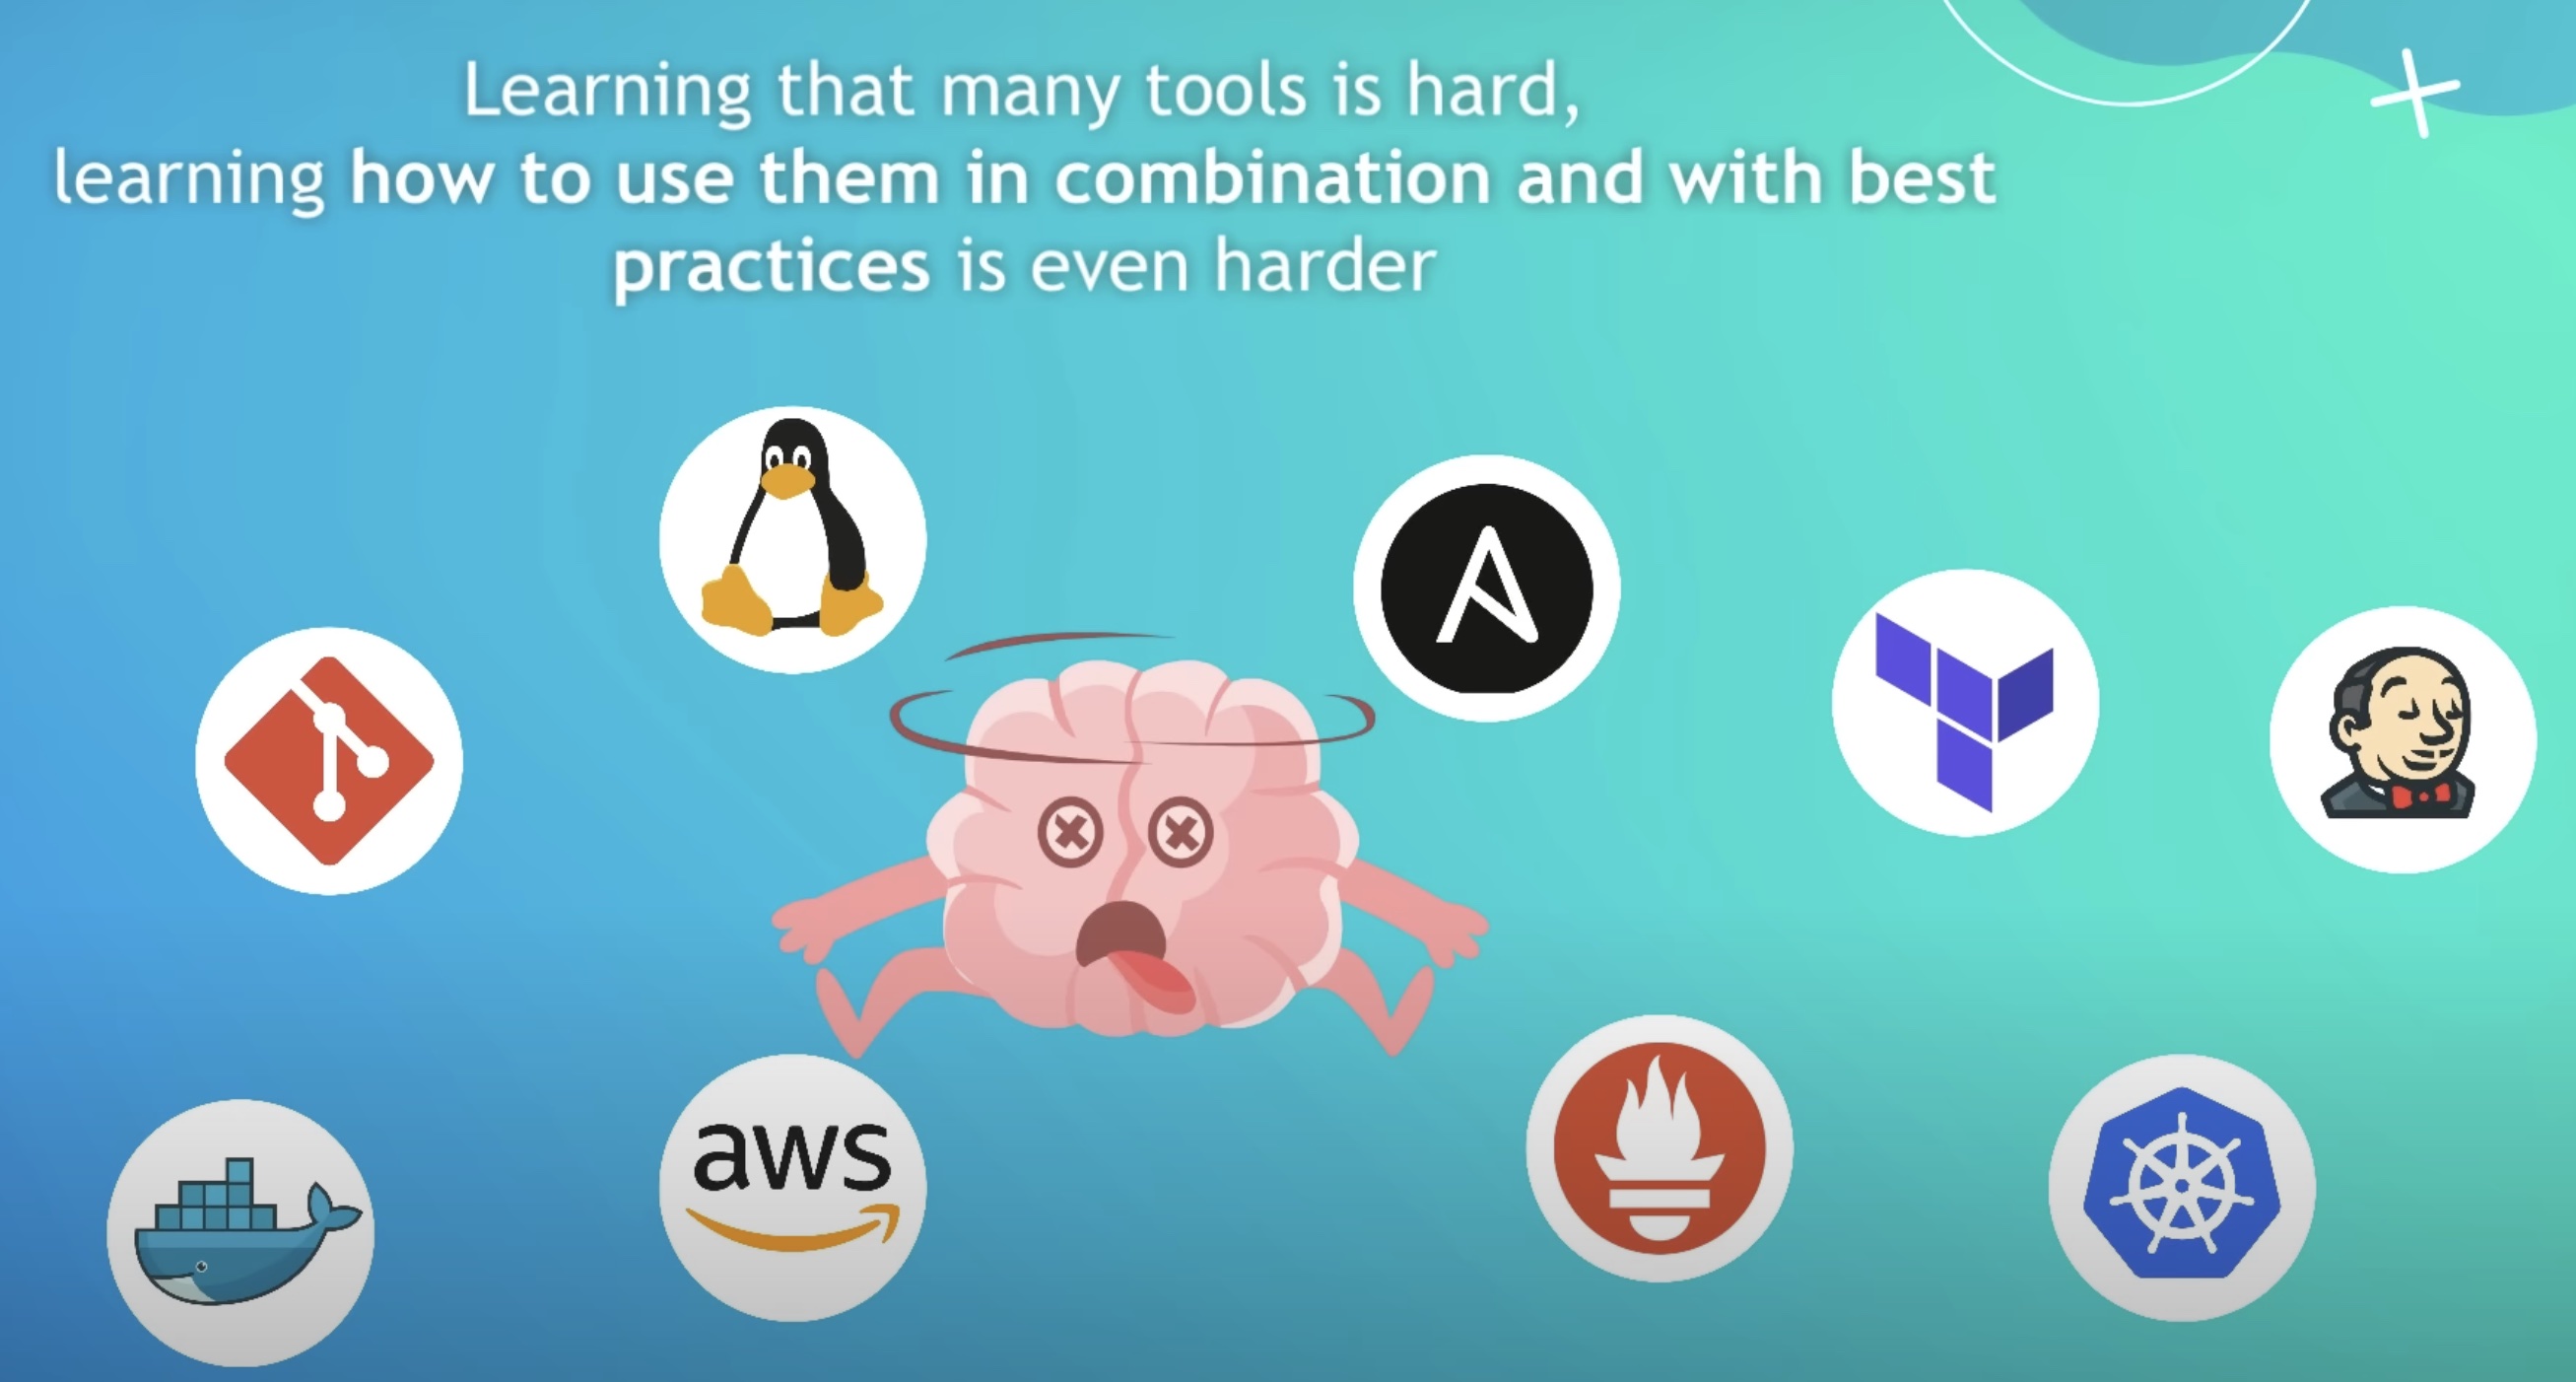 Learning that many tools is hard,
learning how to use them in combination and with best
practices is even harder
aws